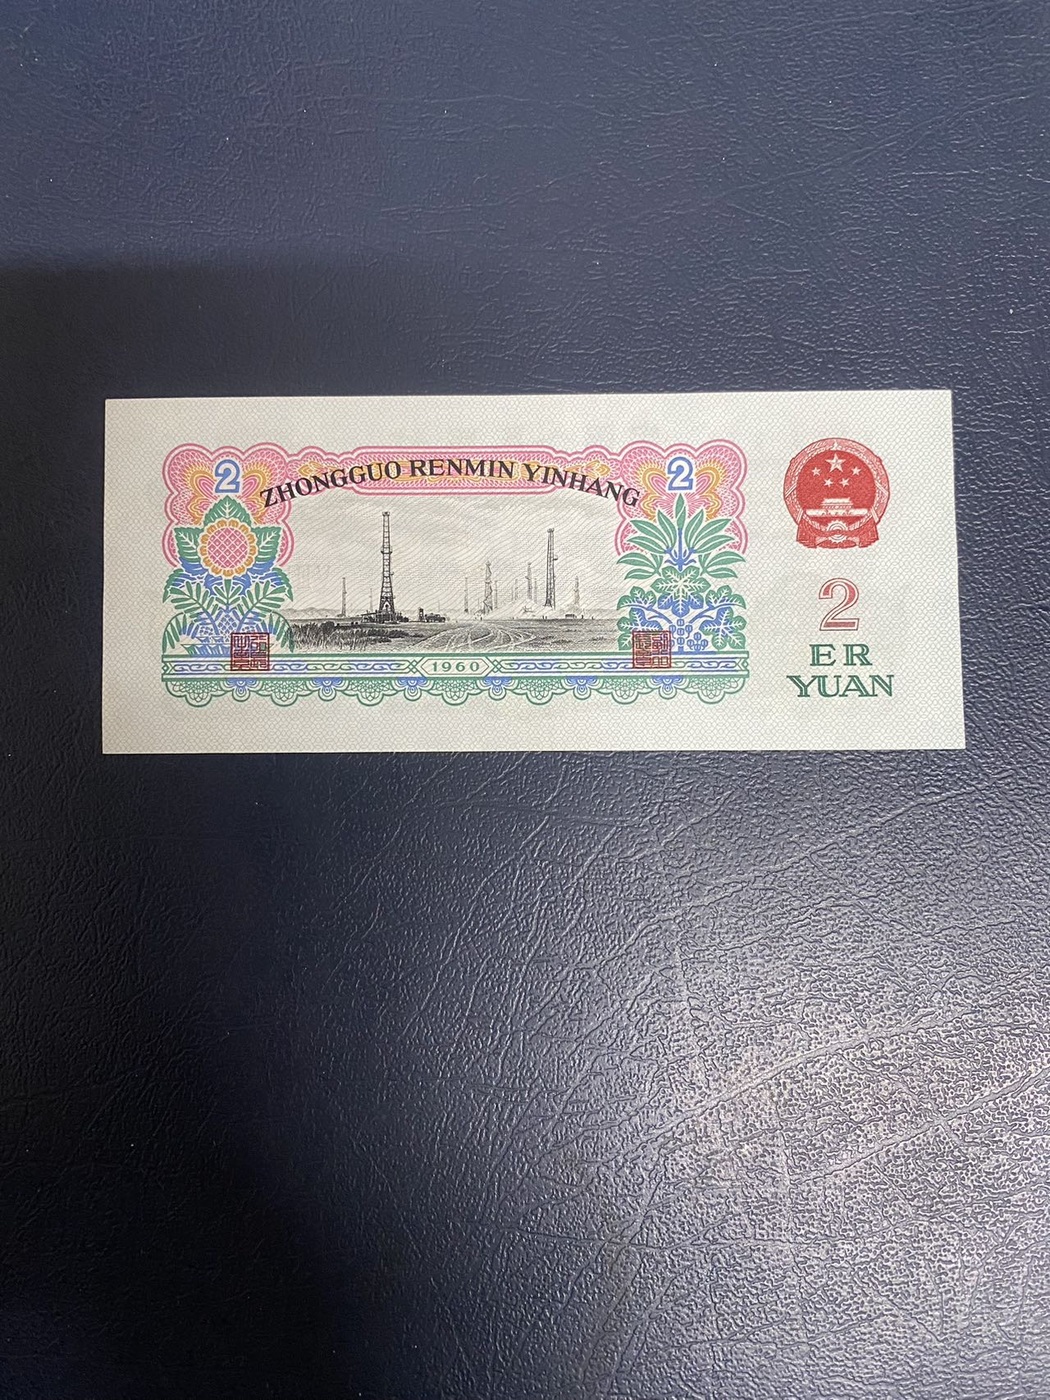 2
2
ZHONGGUO RENMIN YINHANG
2
ER
YUAN
1960